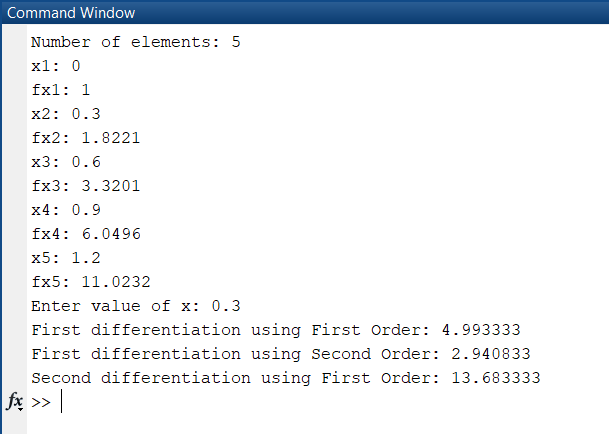 Command Window
Number of elements: 5
x1: 0
fx1: 1
x2: 0.3
fx2: 1.8221
x3: 0.6
fx3: 3.3201
x4: 0.9
fx4: 6.0496
x5: 1.2
fx5: 11.0232
Enter value of x: 0.3
First differentiation using First Order: 4.993333
First differentiation using Second Order: 2.940833
Second differentiation using First Order: 13.683333
fx >>